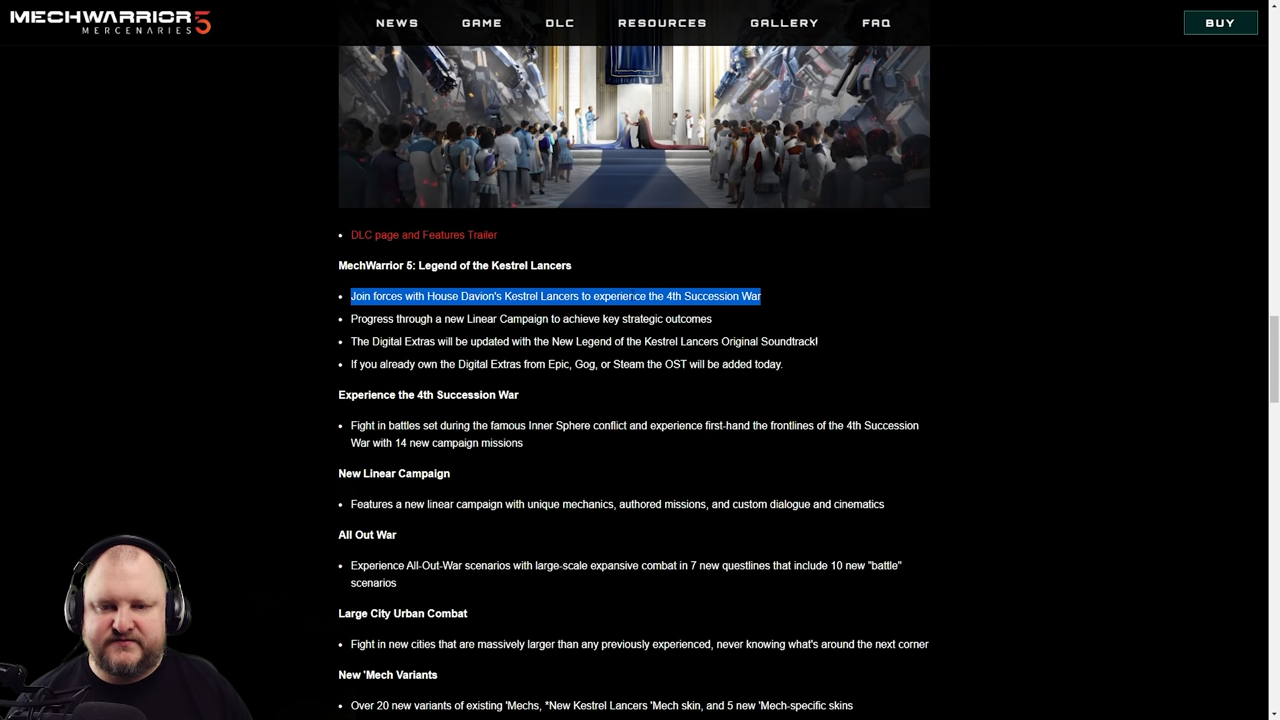 MECHWARRIOR 5
MERCENARIES
NEWS GAME DLC RESOURCES GALLERY FAQ
BUY
DLC page and Features Trailer
MechWarrior 5: Legend of the Kestrel Lancers
Join forces with House Davion's Kestrel Lancers to experience the 4th Succession War
Progress through a new Linear Campaign to achieve key strategic outcomes
The Digital Extras will be updated with the New Legend of the Kestrel Lancers Original Soundtrack!
If you already own the Digital Extras from Epic, Gog, or Steam the OST will be added today.
Experience the 4th Succession War
Fight in battles set during the famous Inner Sphere conflict and experience first-hand the frontlines of the 4th Succession
War with 14 new campaign missions
New Linear Campaign
Features a new linear campaign with unique mechanics, authored missions, and custom dialogue and cinematics
All Out War
Experience All-Out-War scenarios with large-scale expansive combat in 7 new questlines that include 10 new "battle"
scenarios
Large City Urban Combat
Fight in new cities that are massively larger than any previously experienced, never knowing what's around the next corner
New 'Mech Variants
Over 20 new variants of existing 'Mechs, *New Kestrel Lancers 'Mech skin, and 5 new 'Mech-specific skins